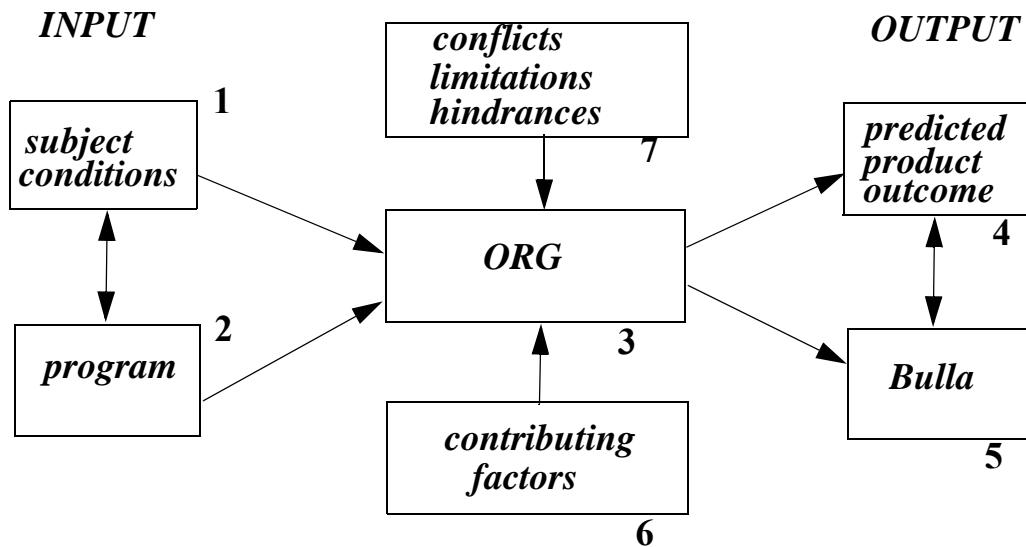 INPUT
OUTPUT
conflicts
limitations
hindrances
7
1
subject
conditions
predicted
product
outcome
4
ORG
3
2
program
Bulla
5
contributing
factors
6